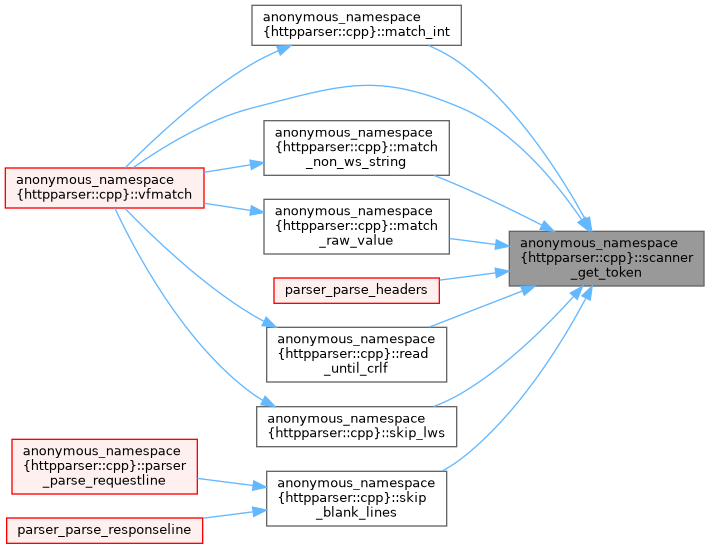 anonymous_namespace
{httpparser::cpp}::match_int
anonymous_namespace
{httpparser::cpp}::match
_non_ws_string
anonymous_namespace
{httpparser::cpp}::vfmatch
anonymous_namespace
{httpparser::cpp}::match
_raw_value
anonymous_namespace
{httpparser::cpp}::scanner
_get_token
parser_parse_headers
anonymous_namespace
{httpparser::cpp}::read
_until_crlf
anonymous_namespace
{httpparser::cpp}::skip_lws
anonymous_namespace
{httpparser::cpp}::parser
_parse_requestline
anonymous_namespace
{httpparser::cpp}::skip
_blank_lines
parser_parse_responseline